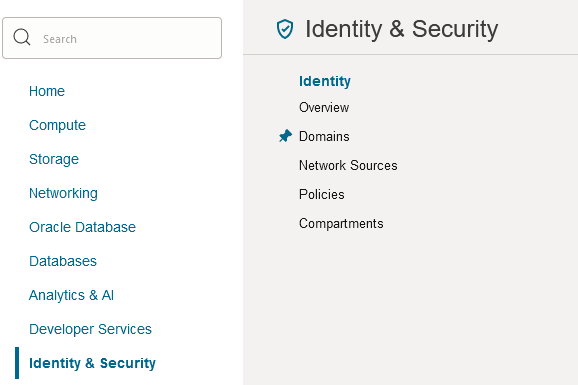 Search
Home
Compute
Storage
Networking
Oracle Database
Databases
Analytics & AI
Developer Services
Identity & Security
Identity & Security
Identity
Overview
Domains
Network Sources
Policies
Compartments